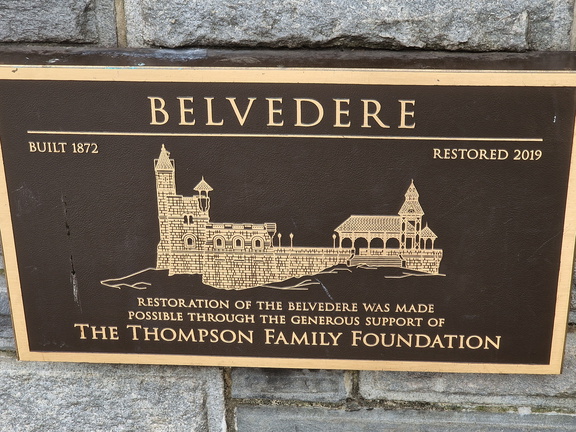 BELVEDERE
BUILT 1872 RESTORED 2019
RESTORATION OF THE BELVEDERE WAS MADE
POSSIBLE THROUGH THE GENEROUS SUPPORT OF
THE THOMPSON FAMILY FOUNDATION